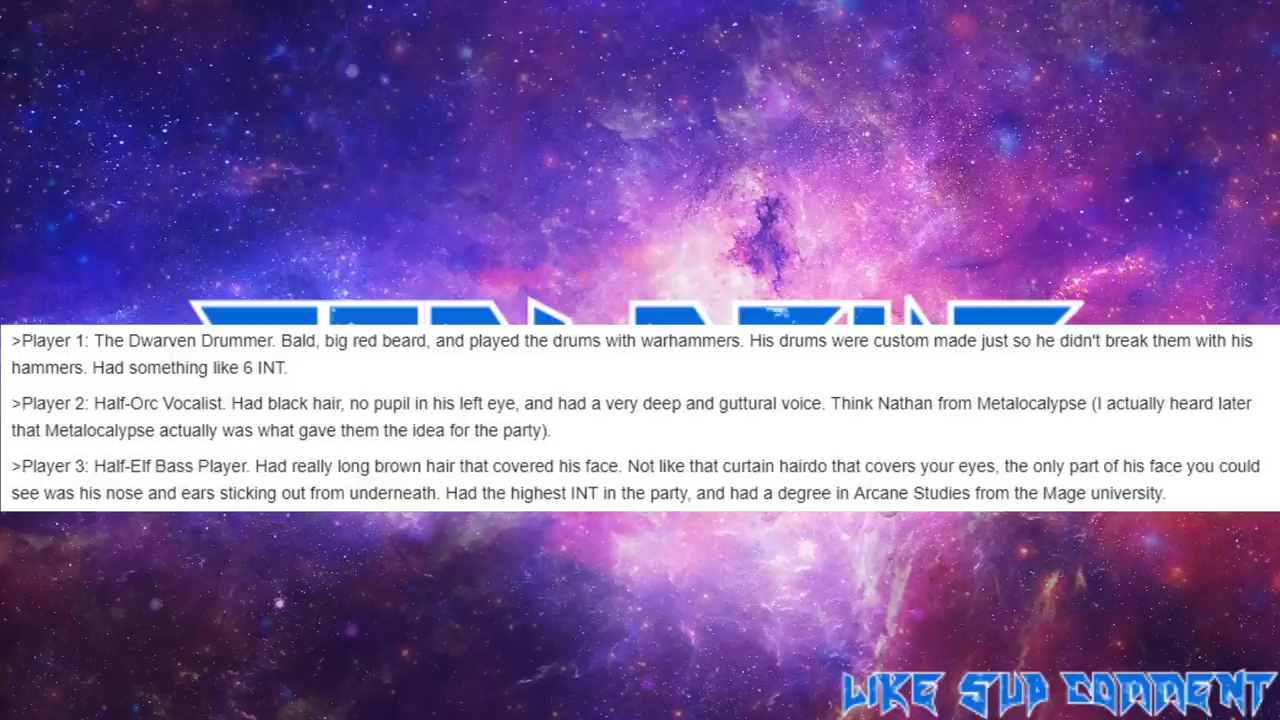 >Player 1: The Dwarven Drummer. Bald, big red beard, and played the drums with warhammers. His drums were custom made just so he didn't break them with his
hammers. Had something like 6 INT.
>Player 2: Half-Orc Vocalist. Had black hair, no pupil in his left eye, and had a very deep and guttural voice. Think Nathan from Metalocalypse (I actually heard later
that Metalocalypse actually was what gave them the idea for the party).
>Player 3: Half-Elf Bass Player. Had really long brown hair that covered his face. Not like that curtain hairdo that covers your eyes, the only part of his face you could
see was his nose and ears sticking out from underneath. Had the highest INT in the party, and had a degree in Arcane Studies from the Mage university.
LIKE SUB COMMENT